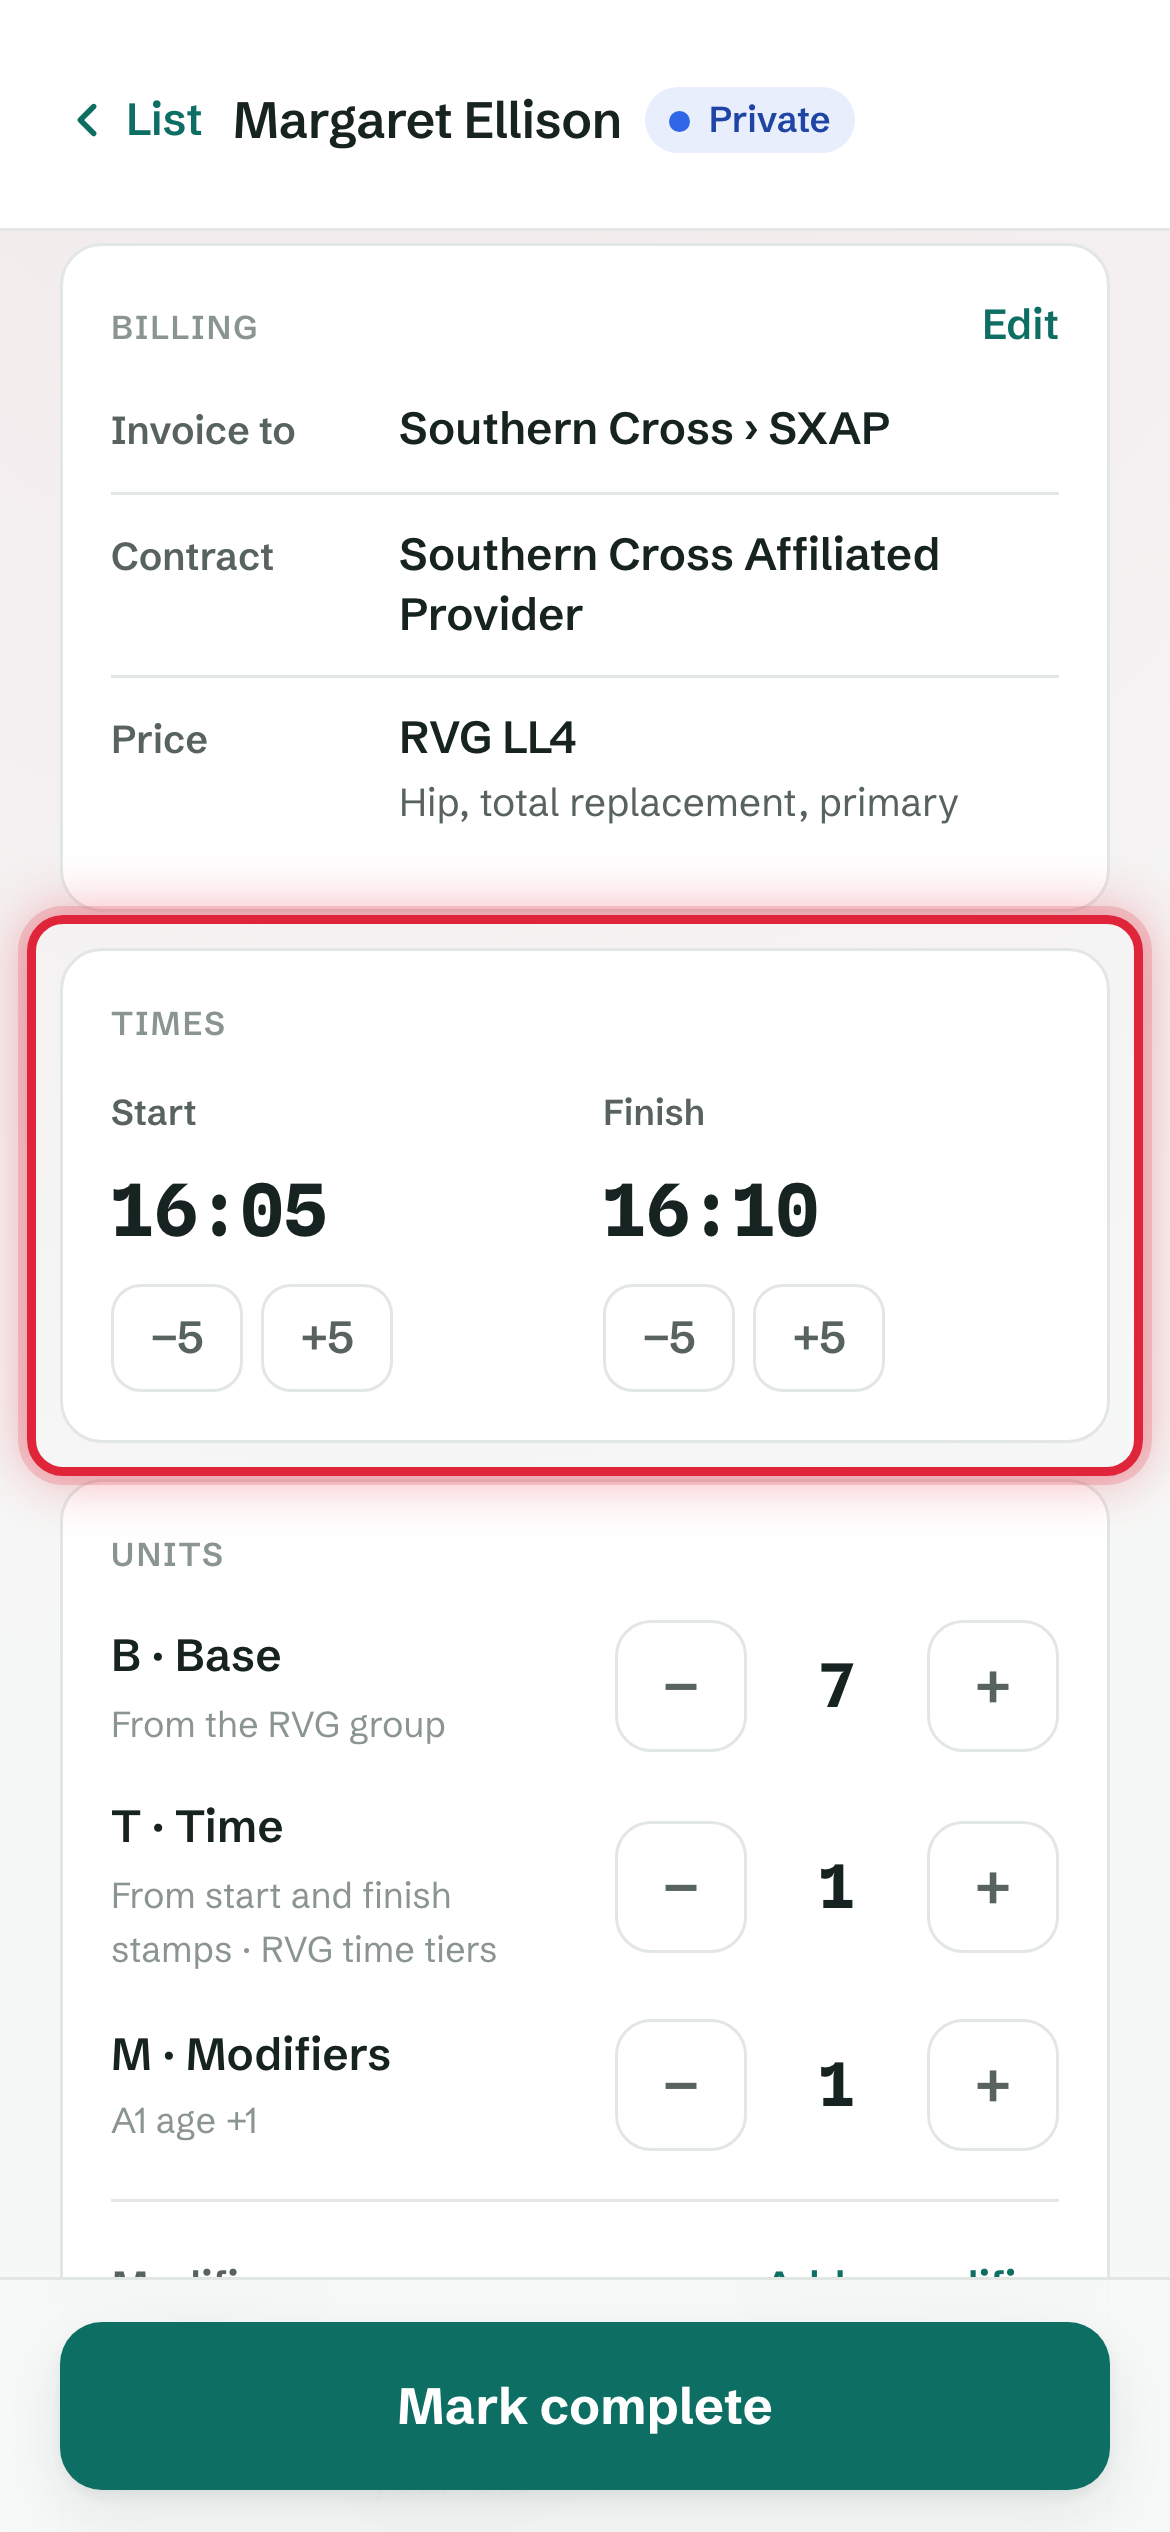 List Margaret Ellison Private
BILLING Edit
Invoice to Southern Cross › SXAP
Contract Southern Cross Affiliated
Provider
Price RVG LL4
Hip, total replacement, primary
TIMES
Start Finish
16:05 16:10
−5 +5 −5 +5
UNITS
B · Base
From the RVG group
− 7 +
T · Time
From start and finish
stamps · RVG time tiers
− 1 +
M · Modifiers
A1 age +1
− 1 +
Mark complete